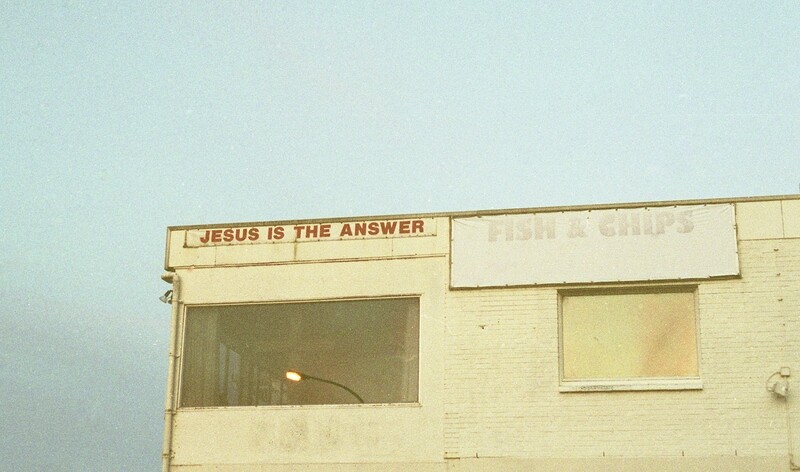 JESUS IS THE ANSWER
FISH & CHIPS